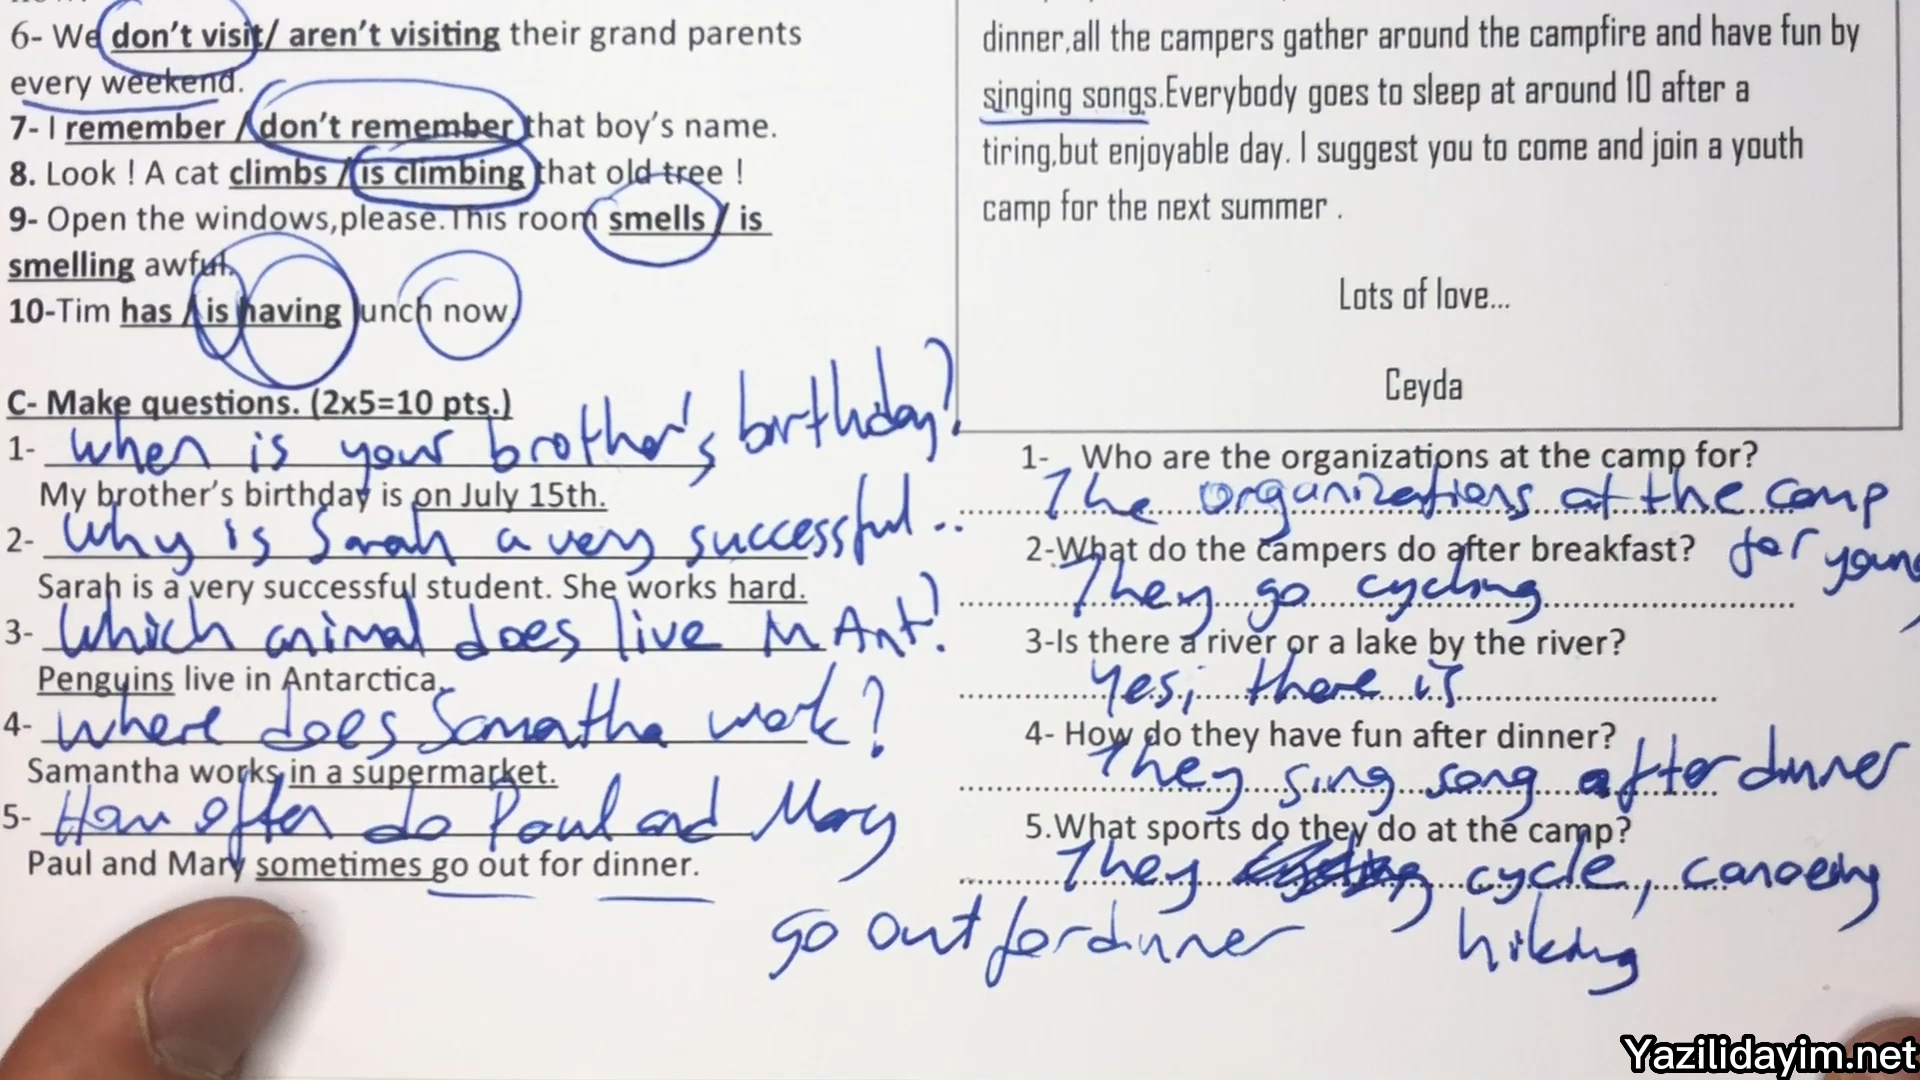 6- We don't visit/ aren't visiting their grand parents
every weekend.
7- I remember / don't remember that boy's name.
8. Look ! A cat climbs / is climbing that old tree !
9- Open the windows,please.This room smells / is
smelling awful.
10-Tim has / is having lunch now.
C- Make questions. (2x5=10 pts.)
1- When is your brother's birthday?
My brother's birthday is on July 15th.
2- Why is Sarah a very successful ..
Sarah is a very successful student. She works hard.
3- Which animal does live in Ant?
Penguins live in Antarctica.
4- Where does Samatha work?
Samantha works in a supermarket.
5- How often do Paul and Mary
go out for dinner
Paul and Mary sometimes go out for dinner.
dinner,all the campers gather around the campfire and have fun by
singing songs.Everybody goes to sleep at around 10 after a
tiring,but enjoyable day. I suggest you to come and join a youth
camp for the next summer .
Lots of love...
Ceyda
1- Who are the organizations at the camp for?
The organizations at the camp
for young
2-What do the campers do after breakfast?
They go cycling
3-Is there a river or a lake by the river?
Yes, there is
4- How do they have fun after dinner?
They sing song after dinner
5.What sports do they do at the camp?
They cycle, canoeing
hiking
Yazilidayim.net